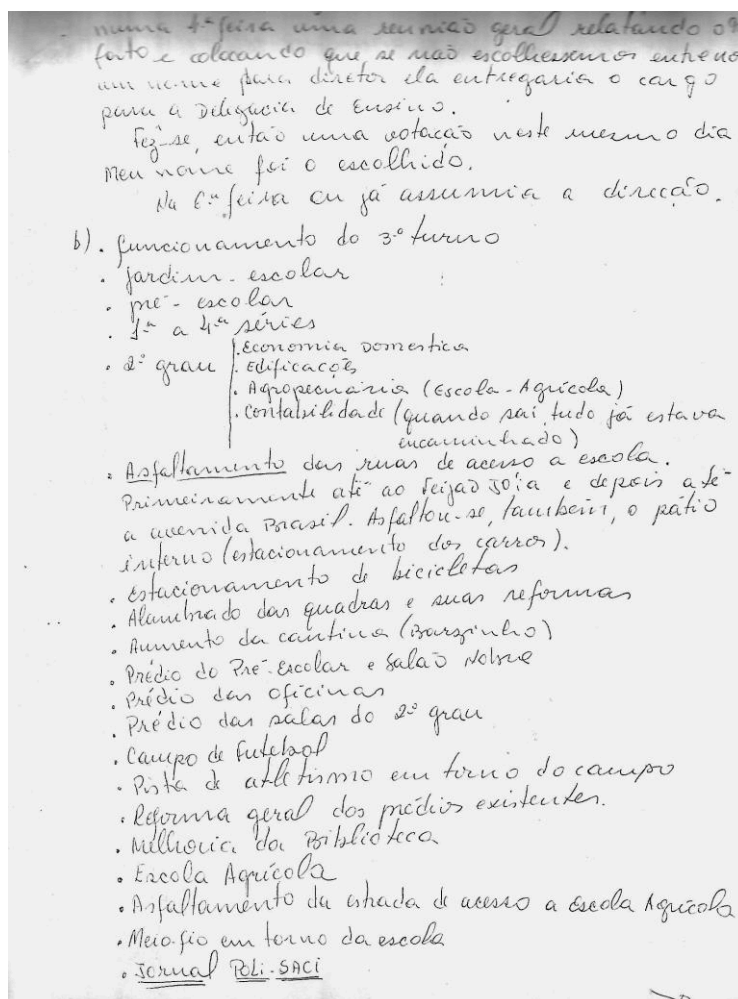 numa 4ª feira uma reunião geral relatando o
fato e colocando que, se não escolhessemos entre nó
um nome para diretor ela entregaria o cargo
para a Delegacia de Ensino.
Fez-se, então uma votação neste mesmo dia
Meu nome foi o escolhido.
Na 6ª feira eu já assumia a direcção.
b). funcionamento do 3º turno
. jardim-escolar
. pré-escolar
. 1ª a 4ª séries
. 2º grau . Economia Domestica
. Edificações
. Agropecuária (Escola-Agrícola)
. Contabilidade (quando saí, tudo já estava
encaminhado)
. Asfaltamento das ruas de acesso a escola.
Primeiramente até ao Feijão Jóia e depois até
a avenida Brasil. Asfaltou-se, também, o pátio
interno (estacionamento dos carros).
. Estacionamento de bicicletas
. Alambrado das quadras e suas reformas
. Aumento da cantina (Barzinho)
. Prédio do Pré-Escolar e Salão Nobre
. Prédio das oficinas
. Prédio das salas do 2º grau
. Campo de Futebol
. Pista de atletismo em torno do campo
. Reforma geral dos prédios existentes.
. Melhoria da Biblioteca
. Escola Agrícola
. Asfaltamento da estrada de acesso a Escola Agrícola
. Meio-fio em torno da escola
. Jornal Poli-SACI